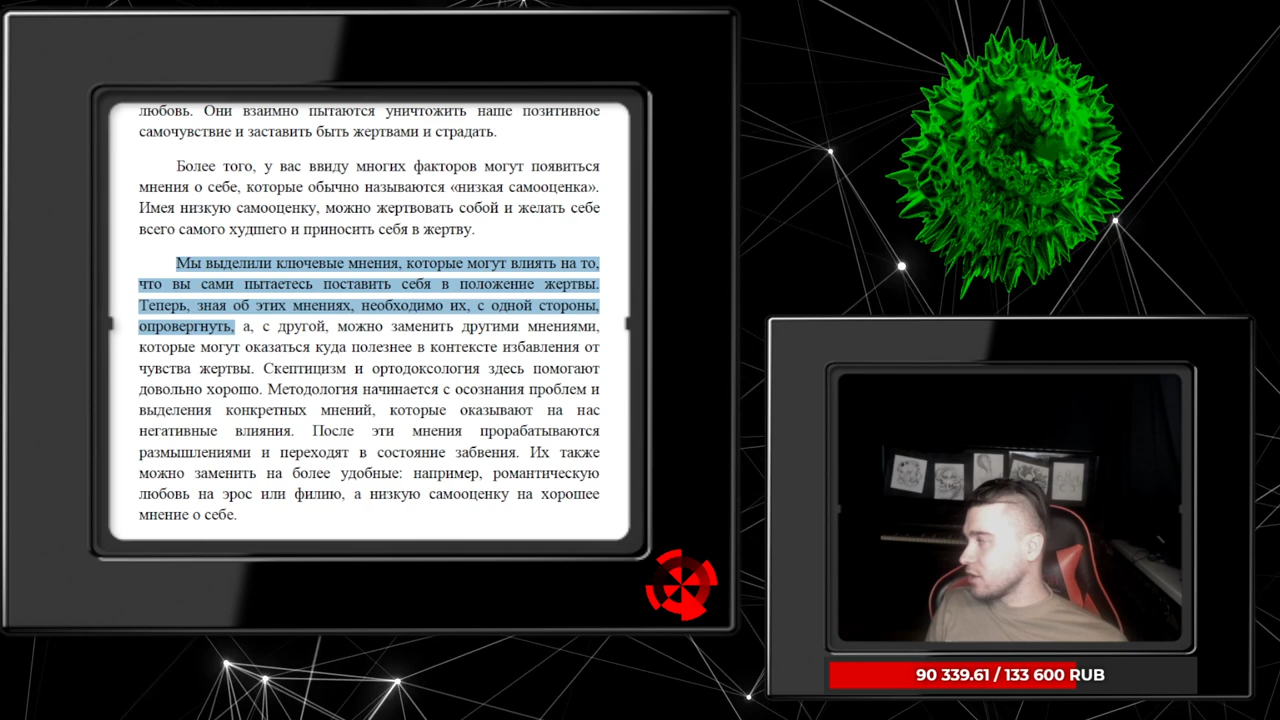 любовь. Они взаимно пытаются уничтожить наше позитивное
самочувствие и заставить быть жертвами и страдать.
Более того, у вас ввиду многих факторов могут появиться
мнения о себе, которые обычно называются «низкая самооценка».
Имея низкую самооценку, можно жертвовать собой и желать себе
всего самого худшего и приносить себя в жертву.
Мы выделили ключевые мнения, которые могут влиять на то,
что вы сами пытаетесь поставить себя в положение жертвы.
Теперь, зная об этих мнениях, необходимо их, с одной стороны,
опровергнуть, а, с другой, можно заменить другими мнениями,
которые могут оказаться куда полезнее в контексте избавления от
чувства жертвы. Скептицизм и ортодоксология здесь помогают
довольно хорошо. Методология начинается с осознания проблем и
выделения конкретных мнений, которые оказывают на нас
негативные влияния. После эти мнения прорабатываются
размышлениями и переходят в состояние забвения. Их также
можно заменить на более удобные: например, романтическую
любовь на эрос или филию, а низкую самооценку на хорошее
мнение о себе.
90 339.61 / 133 600 RUB